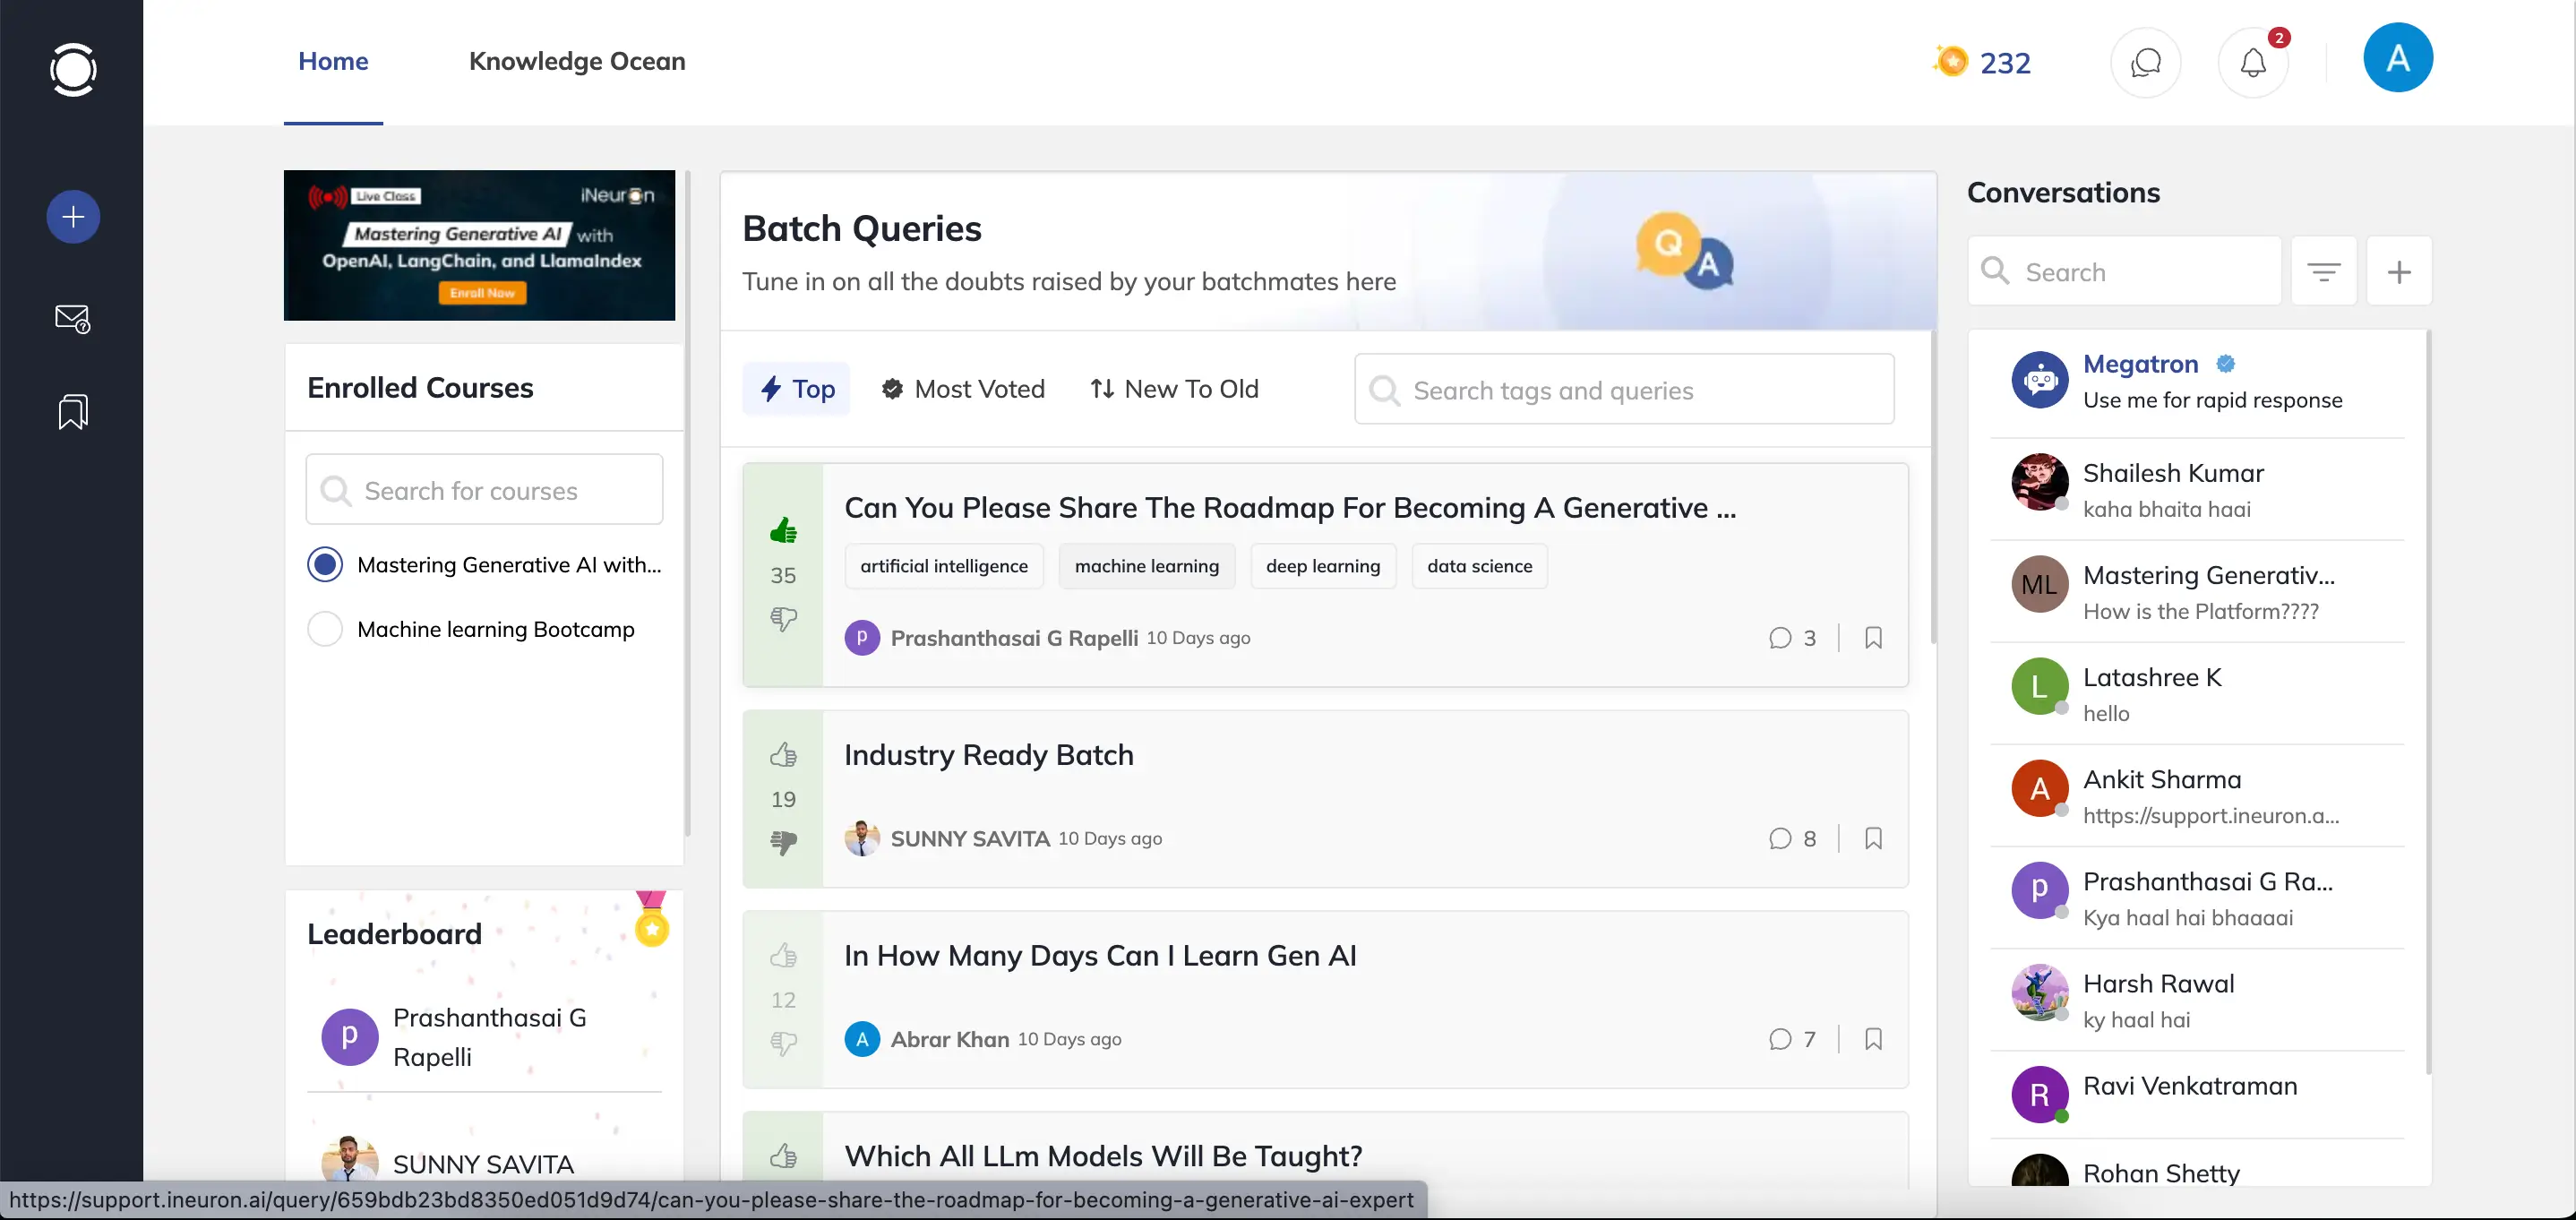 Home
Knowledge Ocean
232
2
A
Live Class
iNeuron
Mastering Generative AI with
OpenAI, LangChain, and LlamaIndex
Enroll Now
Enrolled Courses
Search for courses
Mastering Generative AI with...
Machine learning Bootcamp
Leaderboard
p
Prashanthasai G
Rapelli
SUNNY SAVITA
Batch Queries
Tune in on all the doubts raised by your batchmates here
Q
A
Top
Most Voted
New To Old
Search tags and queries
Can You Please Share The Roadmap For Becoming A Generative ...
35
artificial intelligence
machine learning
deep learning
data science
p
Prashanthasai G Rapelli 10 Days ago
3
Industry Ready Batch
19
SUNNY SAVITA 10 Days ago
8
In How Many Days Can I Learn Gen AI
12
A
Abrar Khan 10 Days ago
7
Which All LLm Models Will Be Taught?
Conversations
Search
Megatron
Use me for rapid response
Shailesh Kumar
kaha bhaita haai
ML
Mastering Generativ...
How is the Platform????
L
Latashree K
hello
A
Ankit Sharma
https://support.ineuron.a...
p
Prashanthasai G Ra...
Kya haal hai bhaaaai
Harsh Rawal
ky haal hai
R
Ravi Venkatraman
Rohan Shetty
https://support.ineuron.ai/query/659bdb23bd8350ed051d9d74/can-you-please-share-the-roadmap-for-becoming-a-generative-ai-expert